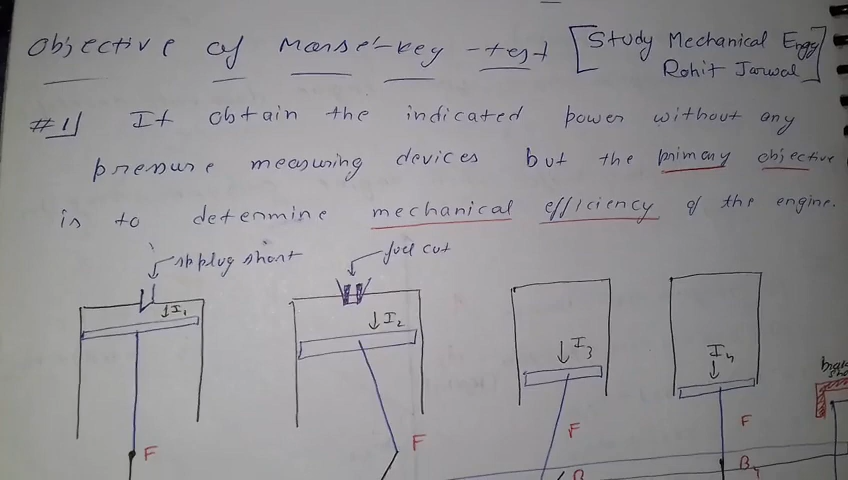 Objective of Morse-key-test [Study Mechanical Engg
Rohit Jarwal]
#1] It obtain the indicated power without any
pressure measuring devices but the primary objective
is to determine mechanical efficiency of the engine.
sp plug short
fuel cut
I1
I2
I3
I4
F
F
F
F
B
B4